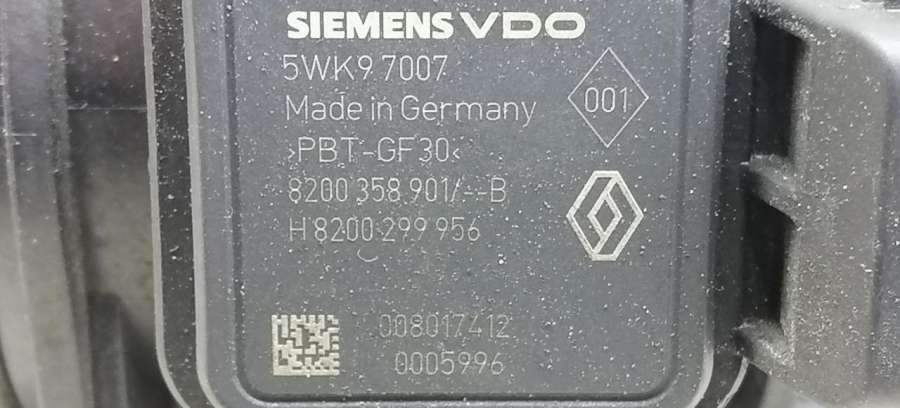 SIEMENS VDO
5WK9 7007
001
Made in Germany
>PBT-GF30<
8200 358 901/--B
H 8200 299 956
008017412
0005996